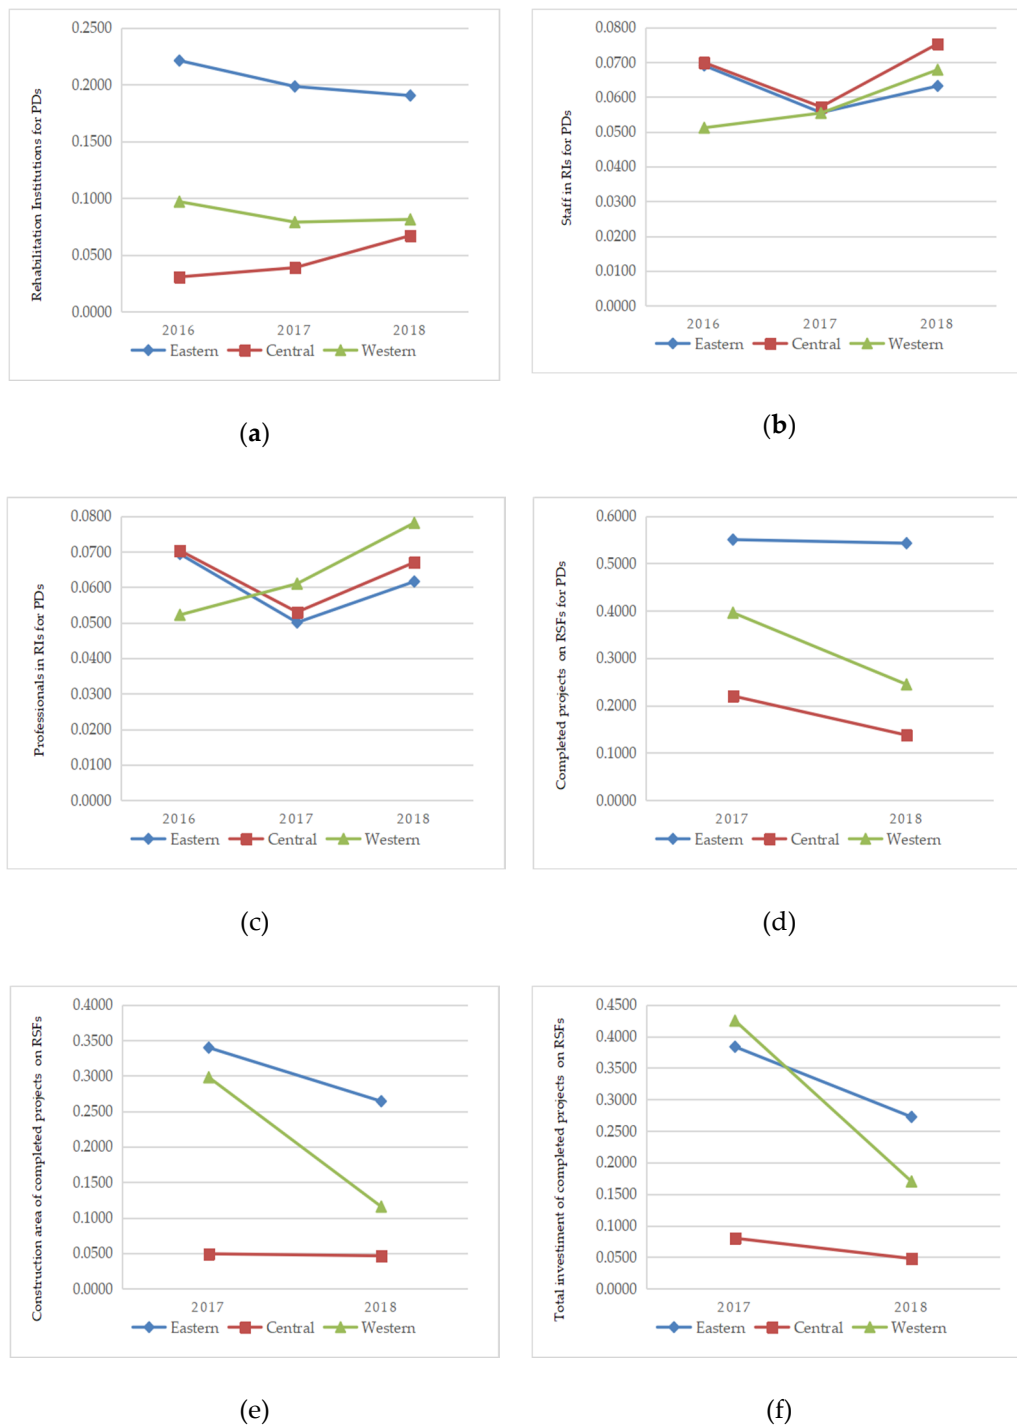 Rehabilitation Institutions for PDs
0.2500
0.2000
0.1500
0.1000
0.0500
0.0000
2016 2017 2018
Eastern Central Western
(a)
Staff in RIs for PDs
0.0800
0.0700
0.0600
0.0500
0.0400
0.0300
0.0200
0.0100
0.0000
2016 2017 2018
Eastern Central Western
(b)
Professionals in RIs for PDs
0.0800
0.0700
0.0600
0.0500
0.0400
0.0300
0.0200
0.0100
0.0000
2016 2017 2018
Eastern Central Western
(c)
Completed projects on RSFs for PDs
0.6000
0.5000
0.4000
0.3000
0.2000
0.1000
0.0000
2017 2018
Eastern Central Western
(d)
Construction area of completed projects on RSFs
0.4000
0.3500
0.3000
0.2500
0.2000
0.1500
0.1000
0.0500
0.0000
2017 2018
Eastern Central Western
(e)
Total investiment of completed projects on RSFs
0.4500
0.4000
0.3500
0.3000
0.2500
0.2000
0.1500
0.1000
0.0500
0.0000
2017 2018
Eastern Central Western
(f)